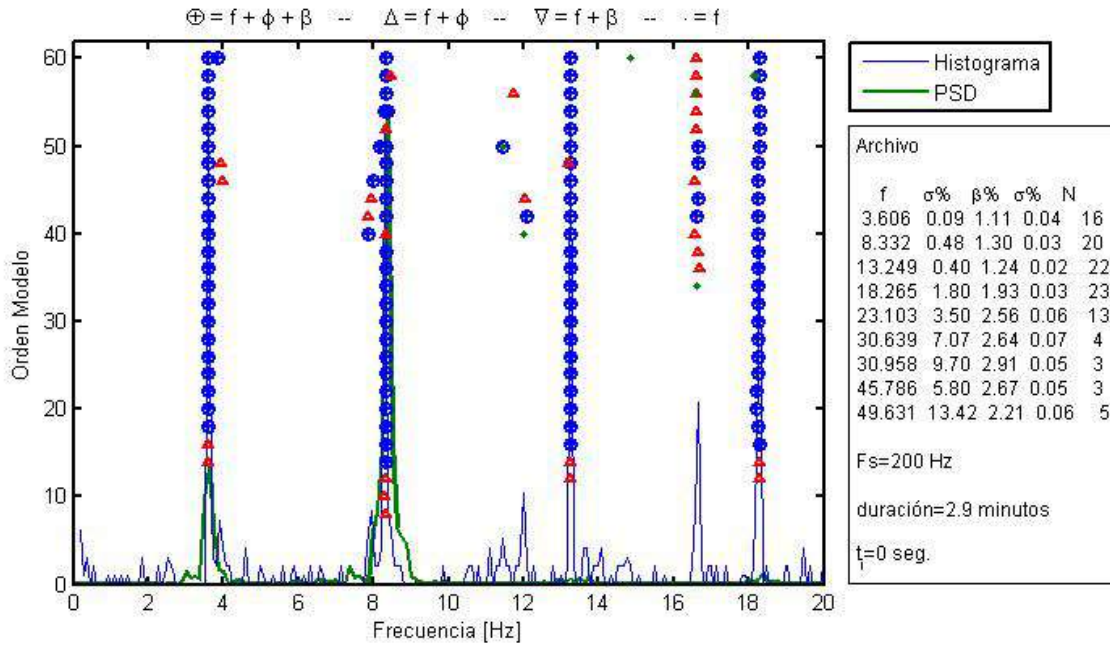 ⊕ = f + ϕ + β -- Δ = f + ϕ -- ∇ = f + β -- · = f
60
50
40
30
20
10
0
Orden Modelo
0 2 4 6 8 10 12 14 16 18 20
Frecuencia [Hz]
Histograma
PSD
Archivo
f σ% β% σ% N
3.606 0.09 1.11 0.04 16
8.332 0.48 1.30 0.03 20
13.249 0.40 1.24 0.02 22
18.265 1.80 1.93 0.03 23
23.103 3.50 2.56 0.06 13
30.639 7.07 2.64 0.07 4
30.958 9.70 2.91 0.05 3
45.786 5.80 2.67 0.05 3
49.631 13.42 2.21 0.06 5
Fs=200 Hz
duración=2.9 minutos
t_i=0 seg.